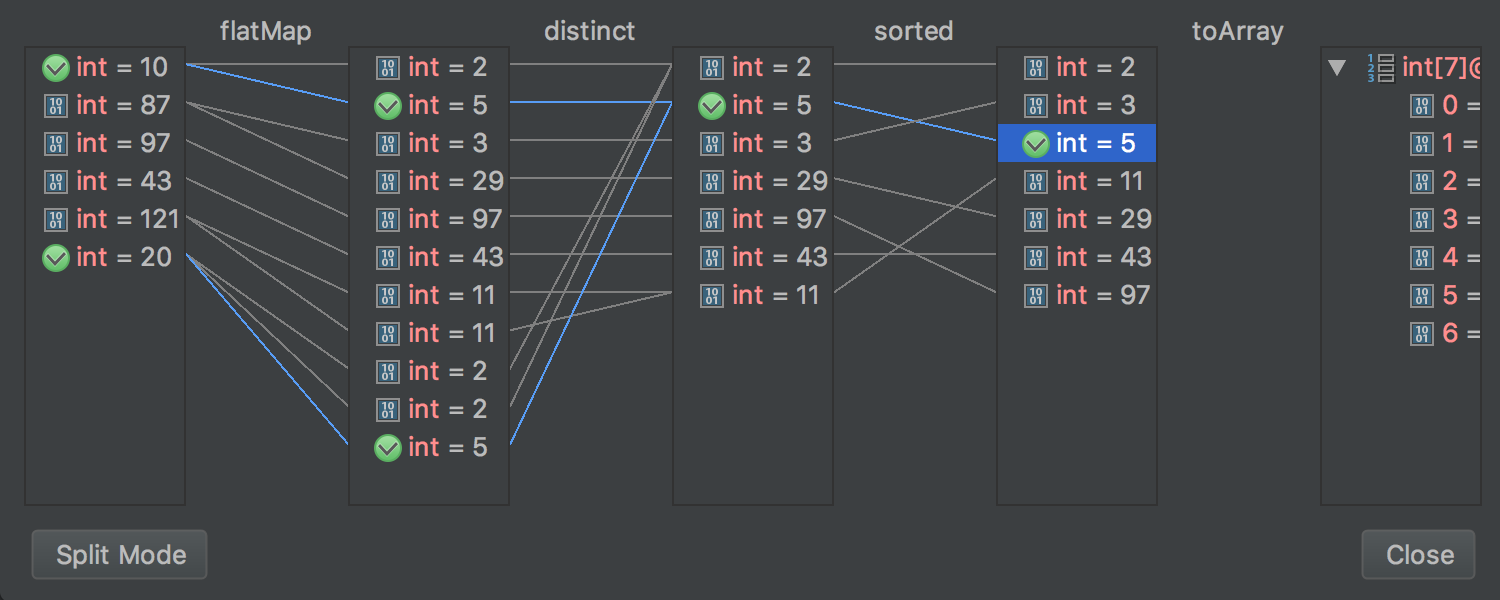 flatMap distinct sorted toArray
int = 10
int = 87
int = 97
int = 43
int = 121
int = 20
int = 2
int = 5
int = 3
int = 29
int = 97
int = 43
int = 11
int = 11
int = 2
int = 2
int = 5
int = 2
int = 5
int = 3
int = 29
int = 97
int = 43
int = 11
int = 2
int = 3
int = 5
int = 11
int = 29
int = 43
int = 97
int[7]@
0 =
1 =
2 =
3 =
4 =
5 =
6 =
Split Mode
Close